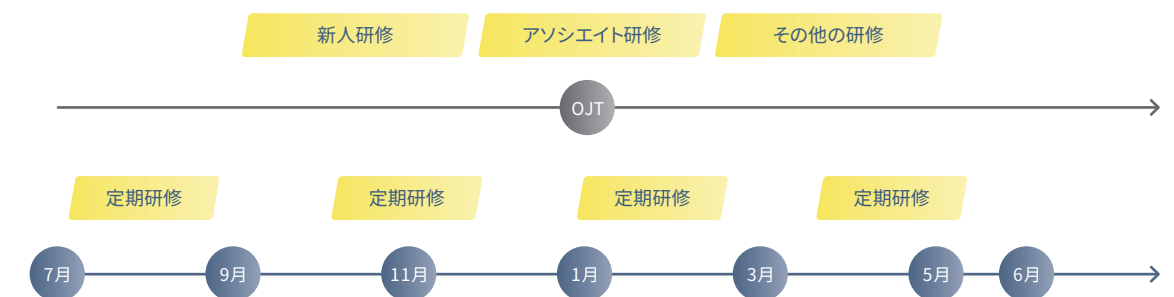 新人研修
アソシエイト研修
その他の研修
OJT
定期研修
定期研修
定期研修
定期研修
7月
9月
11月
1月
3月
5月
6月